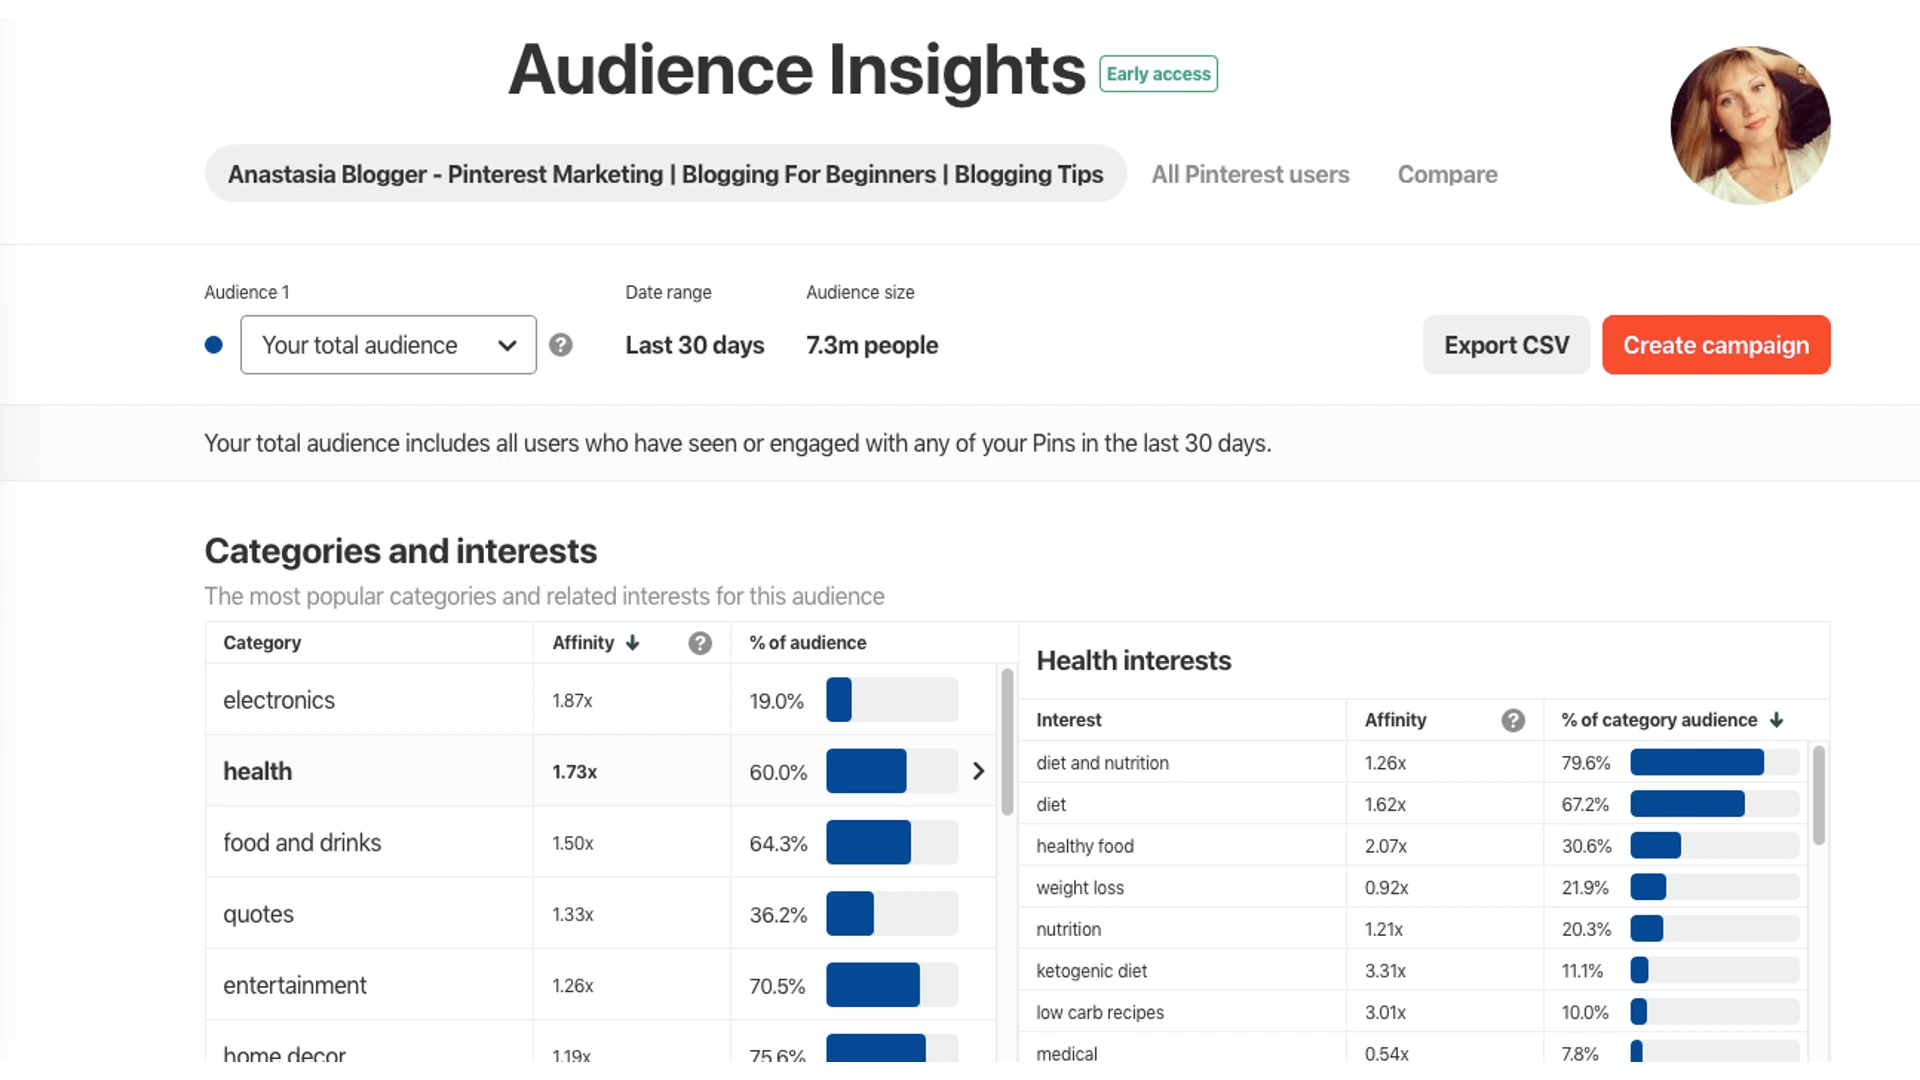 Audience Insights Early access
Anastasia Blogger - Pinterest Marketing | Blogging For Beginners | Blogging Tips All Pinterest users Compare
Audience 1 Date range Audience size
Your total audience ? Last 30 days 7.3m people Export CSV Create campaign
Your total audience includes all users who have seen or engaged with any of your Pins in the last 30 days.
Categories and interests
The most popular categories and related interests for this audience
Category Affinity ↓ ? % of audience
electronics 1.87x 19.0%
health 1.73x 60.0%
food and drinks 1.50x 64.3%
quotes 1.33x 36.2%
entertainment 1.26x 70.5%
home decor 1.19x 75.6%
Health interests
Interest Affinity ? % of category audience ↓
diet and nutrition 1.26x 79.6%
diet 1.62x 67.2%
healthy food 2.07x 30.6%
weight loss 0.92x 21.9%
nutrition 1.21x 20.3%
ketogenic diet 3.31x 11.1%
low carb recipes 3.01x 10.0%
medical 0.54x 7.8%